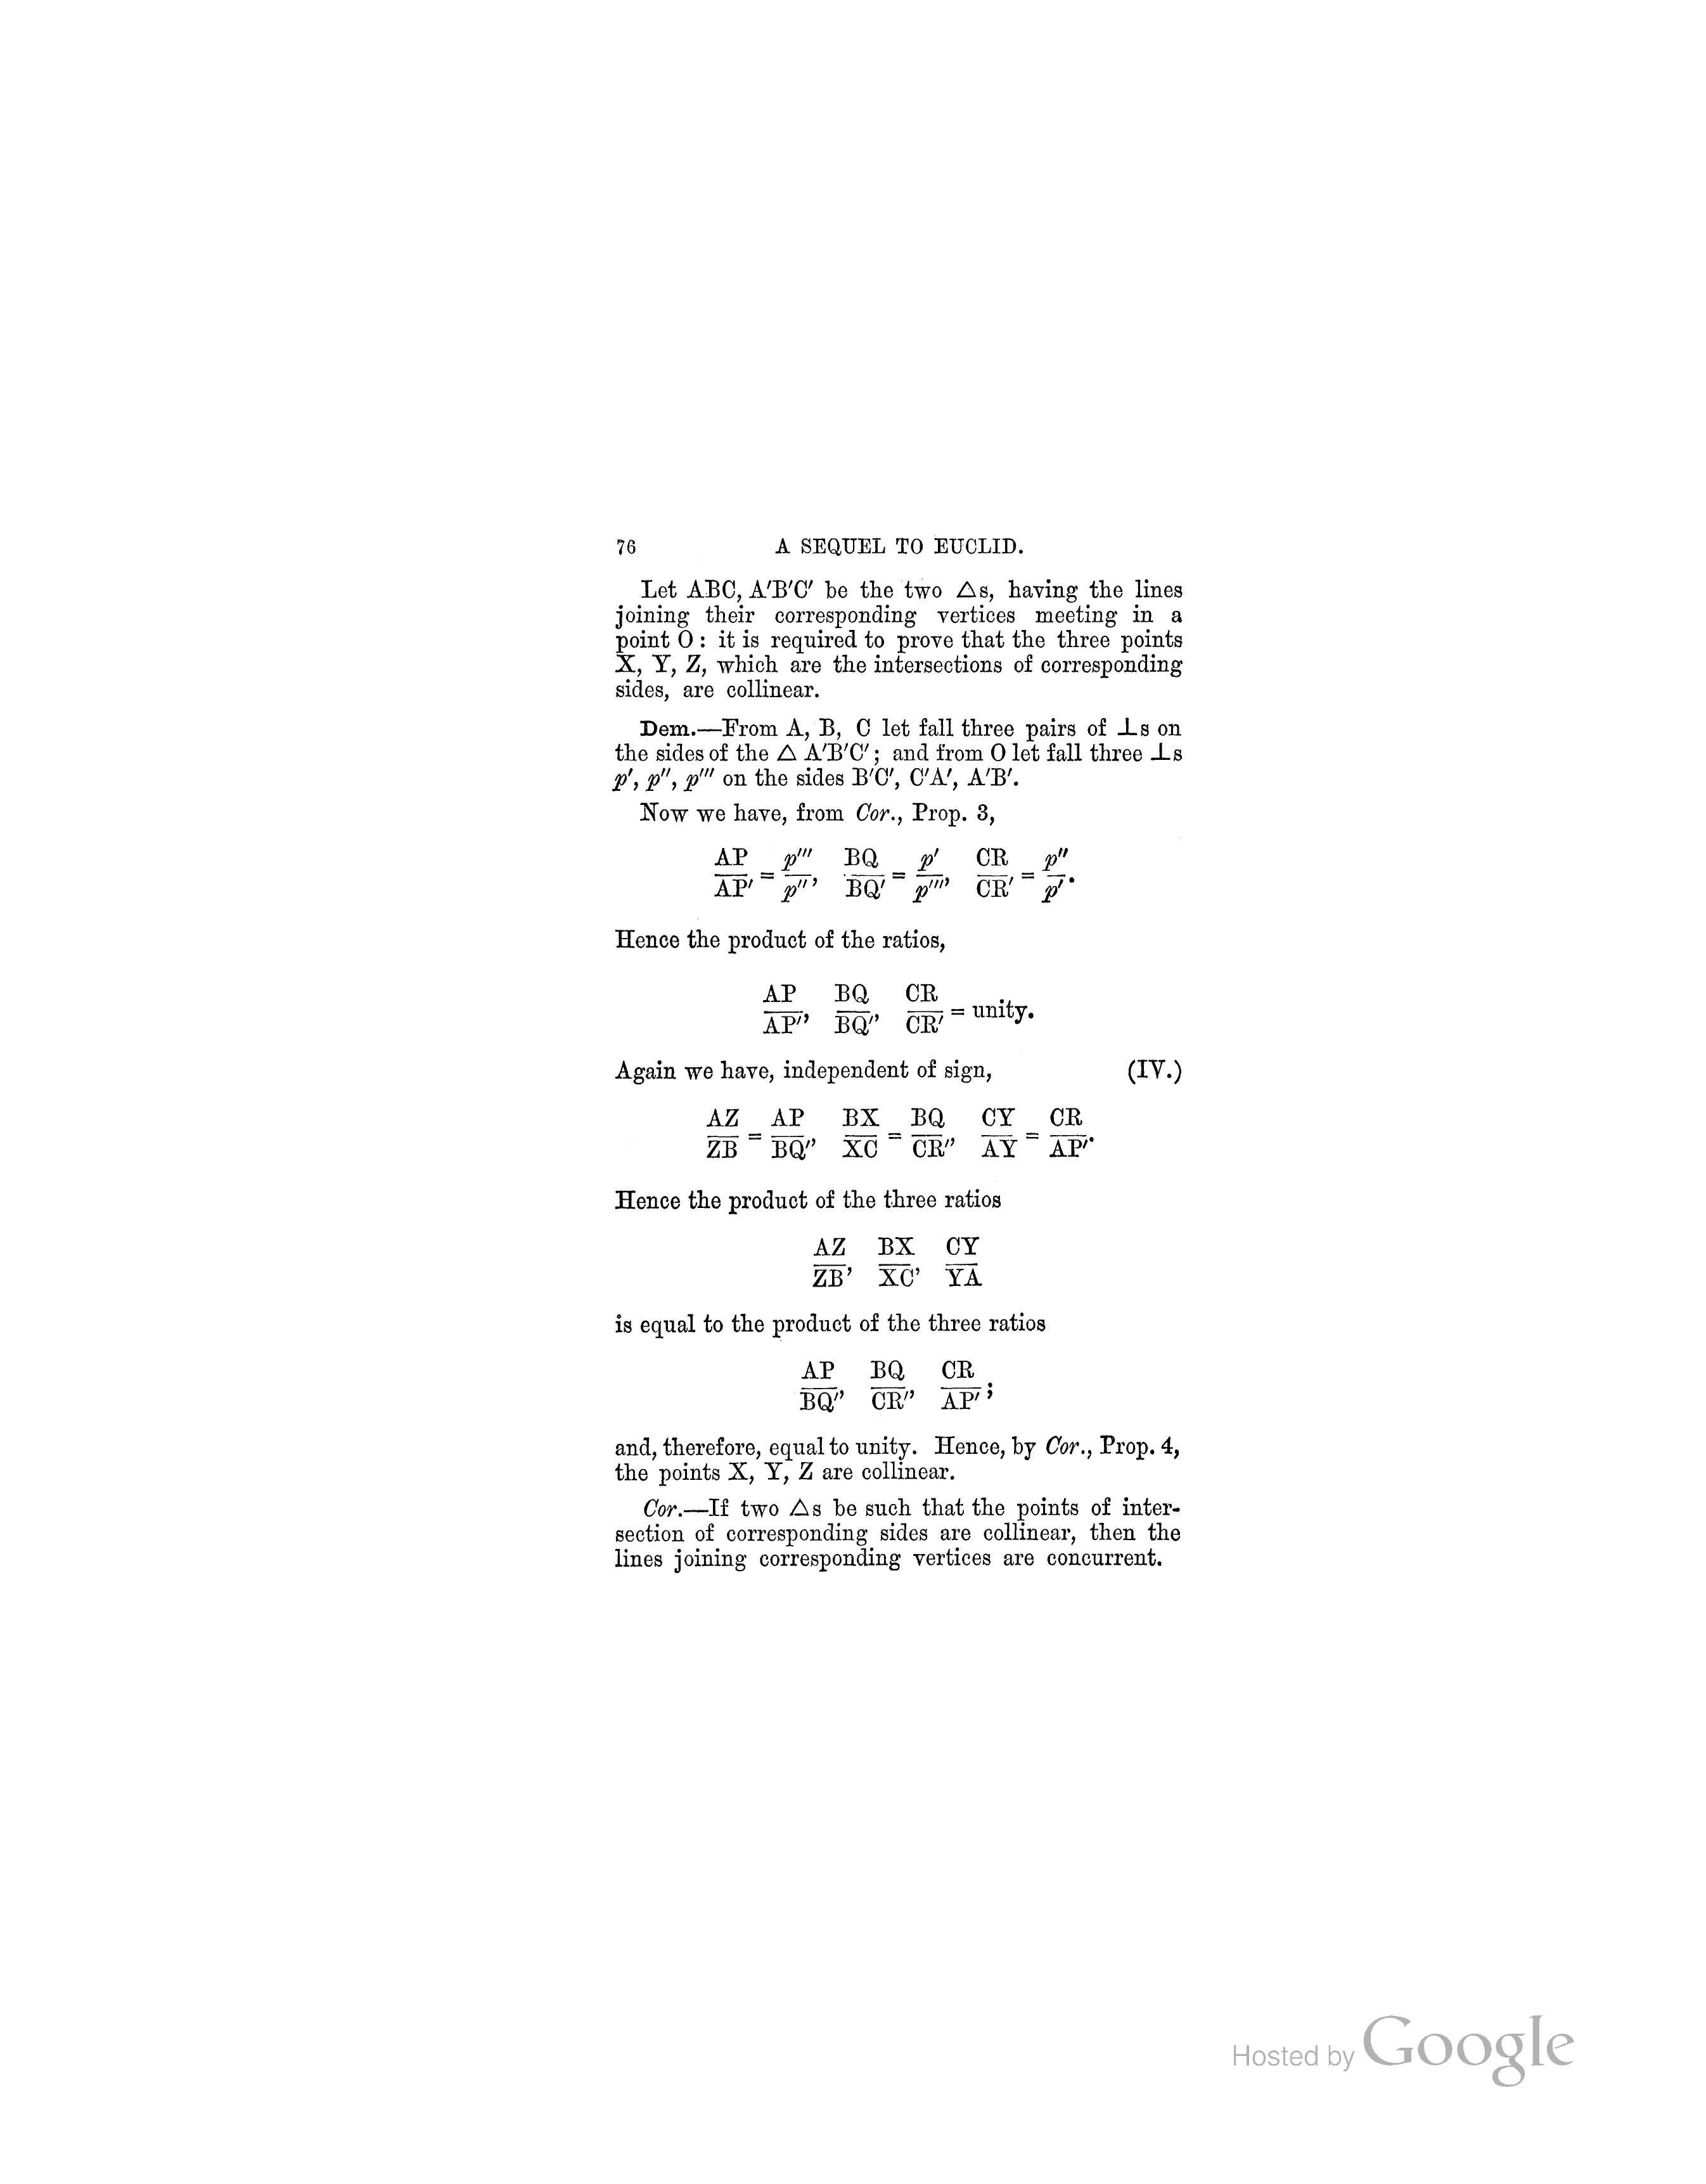 76 A SEQUEL TO EUCLID.
Let ABC, A′B′C′ be the two △s, having the lines
joining their corresponding vertices meeting in a
point O : it is required to prove that the three points
X, Y, Z, which are the intersections of corresponding
sides, are collinear.
Dem.—From A, B, C let fall three pairs of ⊥s on
the sides of the △ A′B′C′ ; and from O let fall three ⊥s
p′, p″, p‴ on the sides B′C′, C′A′, A′B′.
Now we have, from Cor., Prop. 3,
AP/AP′ = p‴/p″, BQ/BQ′ = p′/p‴, CR/CR′ = p″/p′.
Hence the product of the ratios,
AP/AP′, BQ/BQ′, CR/CR′ = unity.
Again we have, independent of sign, (IV.)
AZ/ZB = AP/BQ′, BX/XC = BQ/CR′, CY/AY = CR/AP′.
Hence the product of the three ratios
AZ/ZB, BX/XC, CY/YA
is equal to the product of the three ratios
AP/BQ′, BQ/CR′, CR/AP′ ;
and, therefore, equal to unity. Hence, by Cor., Prop. 4,
the points X, Y, Z are collinear.
Cor.—If two △s be such that the points of inter-
section of corresponding sides are collinear, then the
lines joining corresponding vertices are concurrent.
Hosted by Google